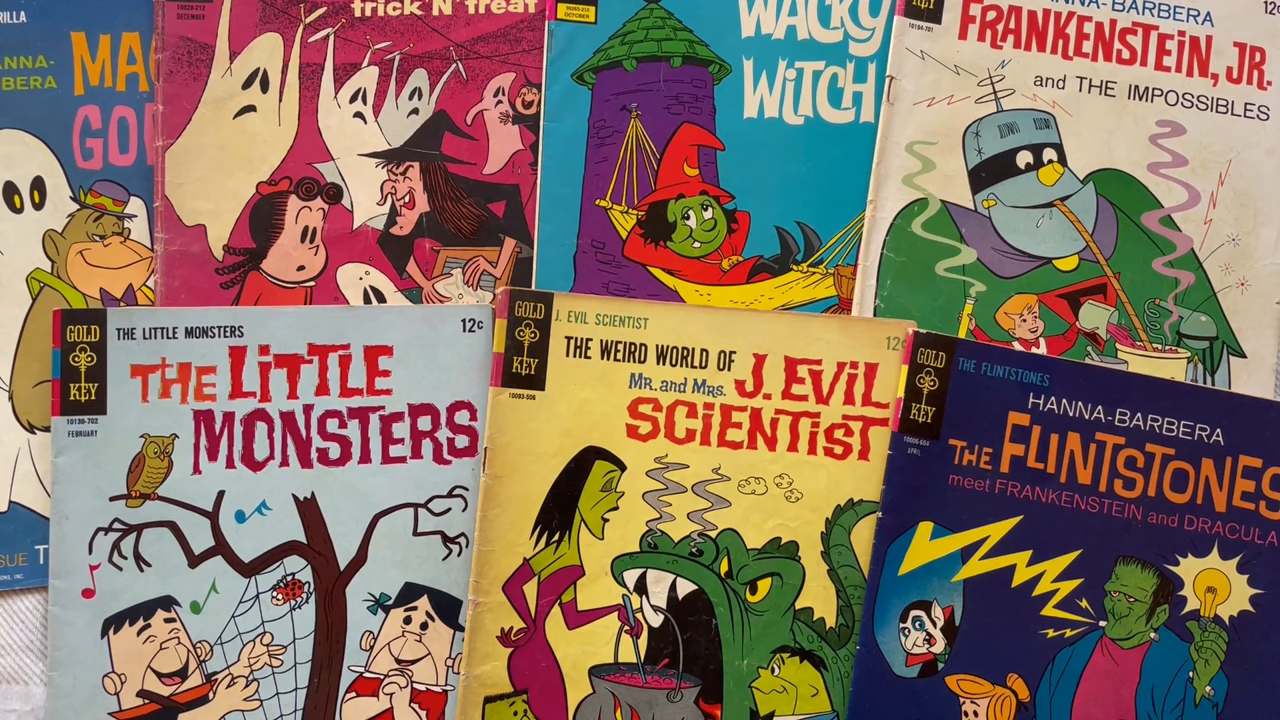 RILLA
ANNA-
BERA
MAG
GO
SUE T
10028-212
DECEMBER
trick 'N' treat
90265-210
OCTOBER
WACKY
WITCH
10194-701
NNA-BARBERA
12¢
FRANKENSTEIN, JR.
and THE IMPOSSIBLES
GOLD
KEY
THE LITTLE MONSTERS
12¢
THE LITTLE
MONSTERS
10130-702
FEBRUARY
GOLD
KEY
J. EVIL SCIENTIST
12¢
THE WEIRD WORLD OF
Mr. and Mrs. J. EVIL
SCIENTIST
10093-506
GOLD
KEY
THE FLINTSTONES
HANNA-BARBERA
THE FLINTSTONES
meet FRANKENSTEIN and DRACULA
10006-604
APRIL